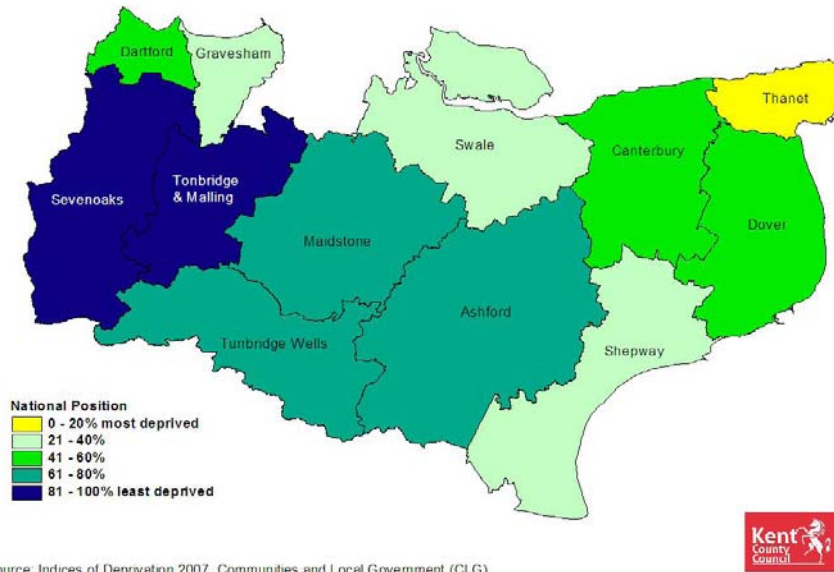 Dartford
Gravesham
Thanet
Swale
Canterbury
Sevenoaks
Tonbridge
& Malling
Dover
Maidstone
Ashford
Tunbridge Wells
Shepway
National Position
0 - 20% most deprived
21 - 40%
41 - 60%
61 - 80%
81 - 100% least deprived
Kent
County
Council
ource: Indices of Deprivation 2007, Communities and Local Government (CLG)